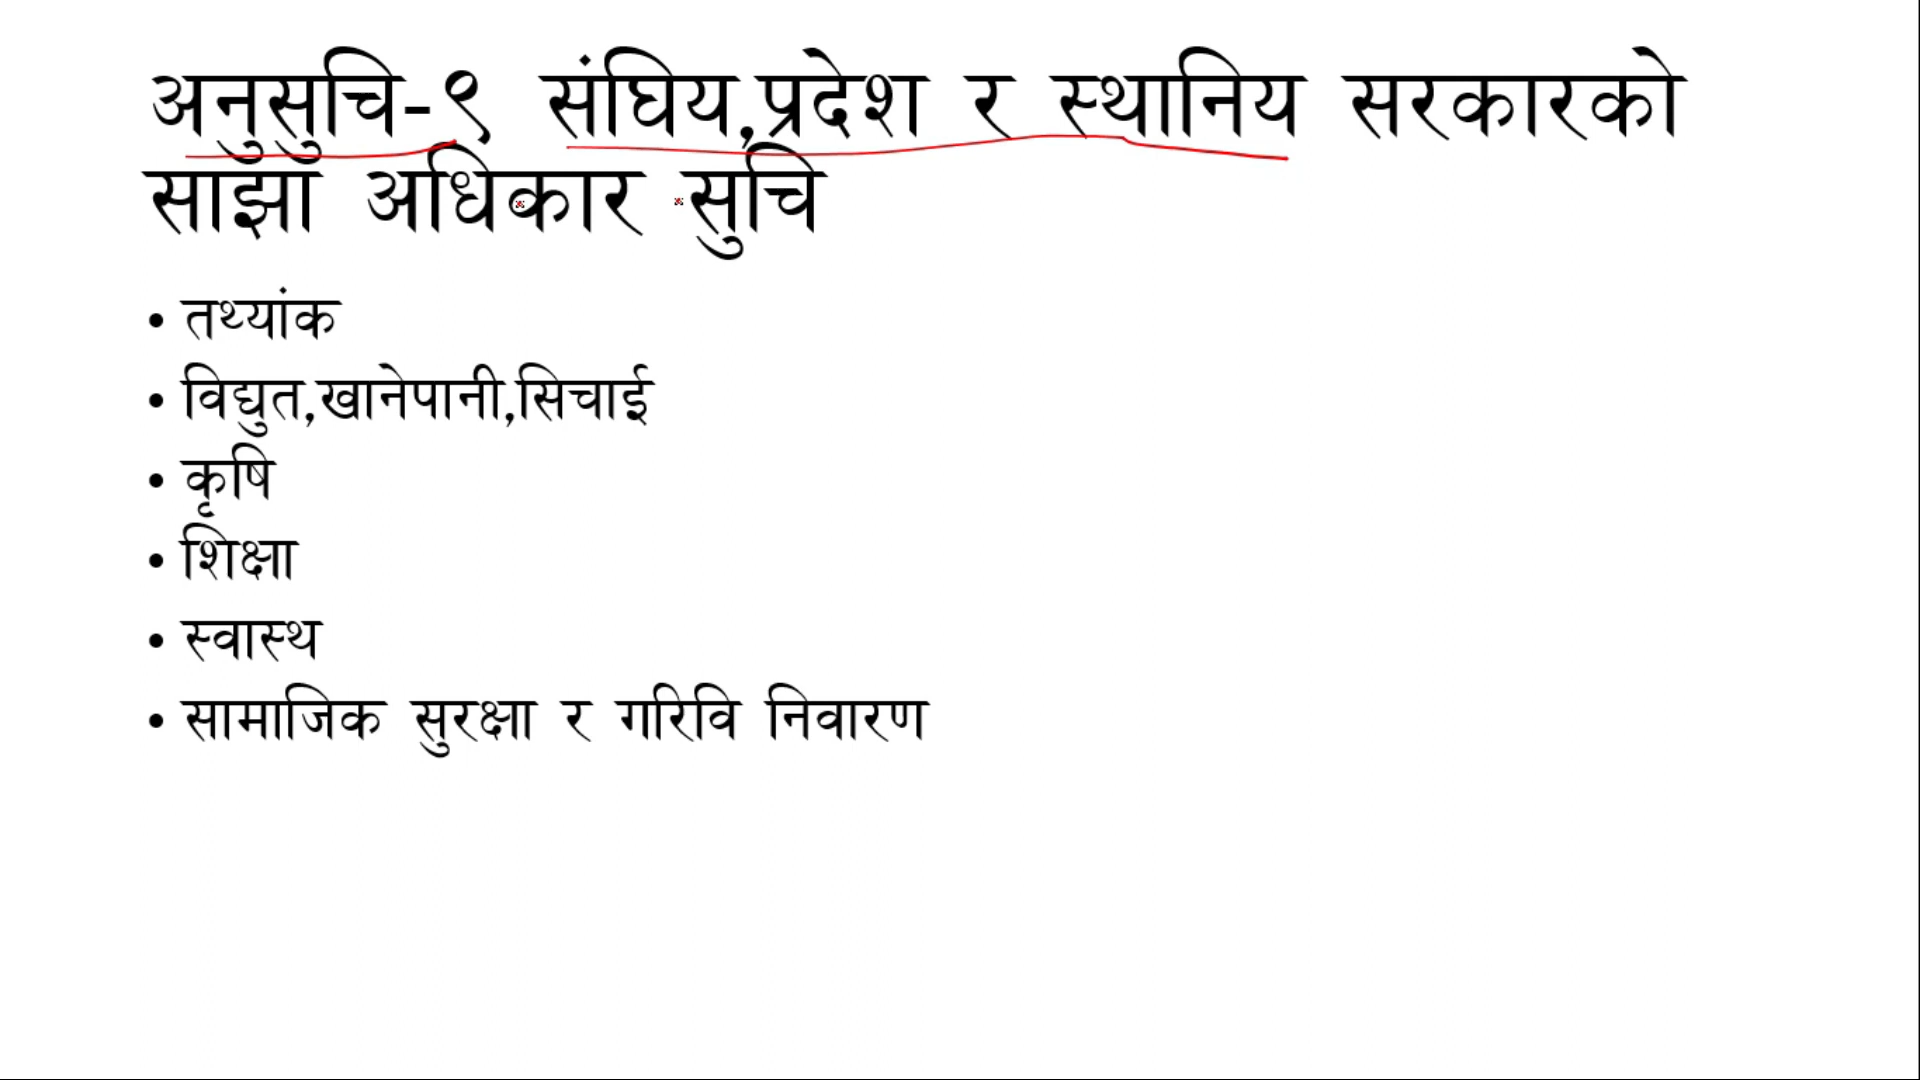 अनुसुचि-९ संघिय,प्रदेश र स्थानिय सरकारको
साझा अधिकार सुचि
• तथ्यांक
• विद्युत,खानेपानी,सिचाई
• कृषि
• शिक्षा
• स्वास्थ
• सामाजिक सुरक्षा र गरिवि निवारण